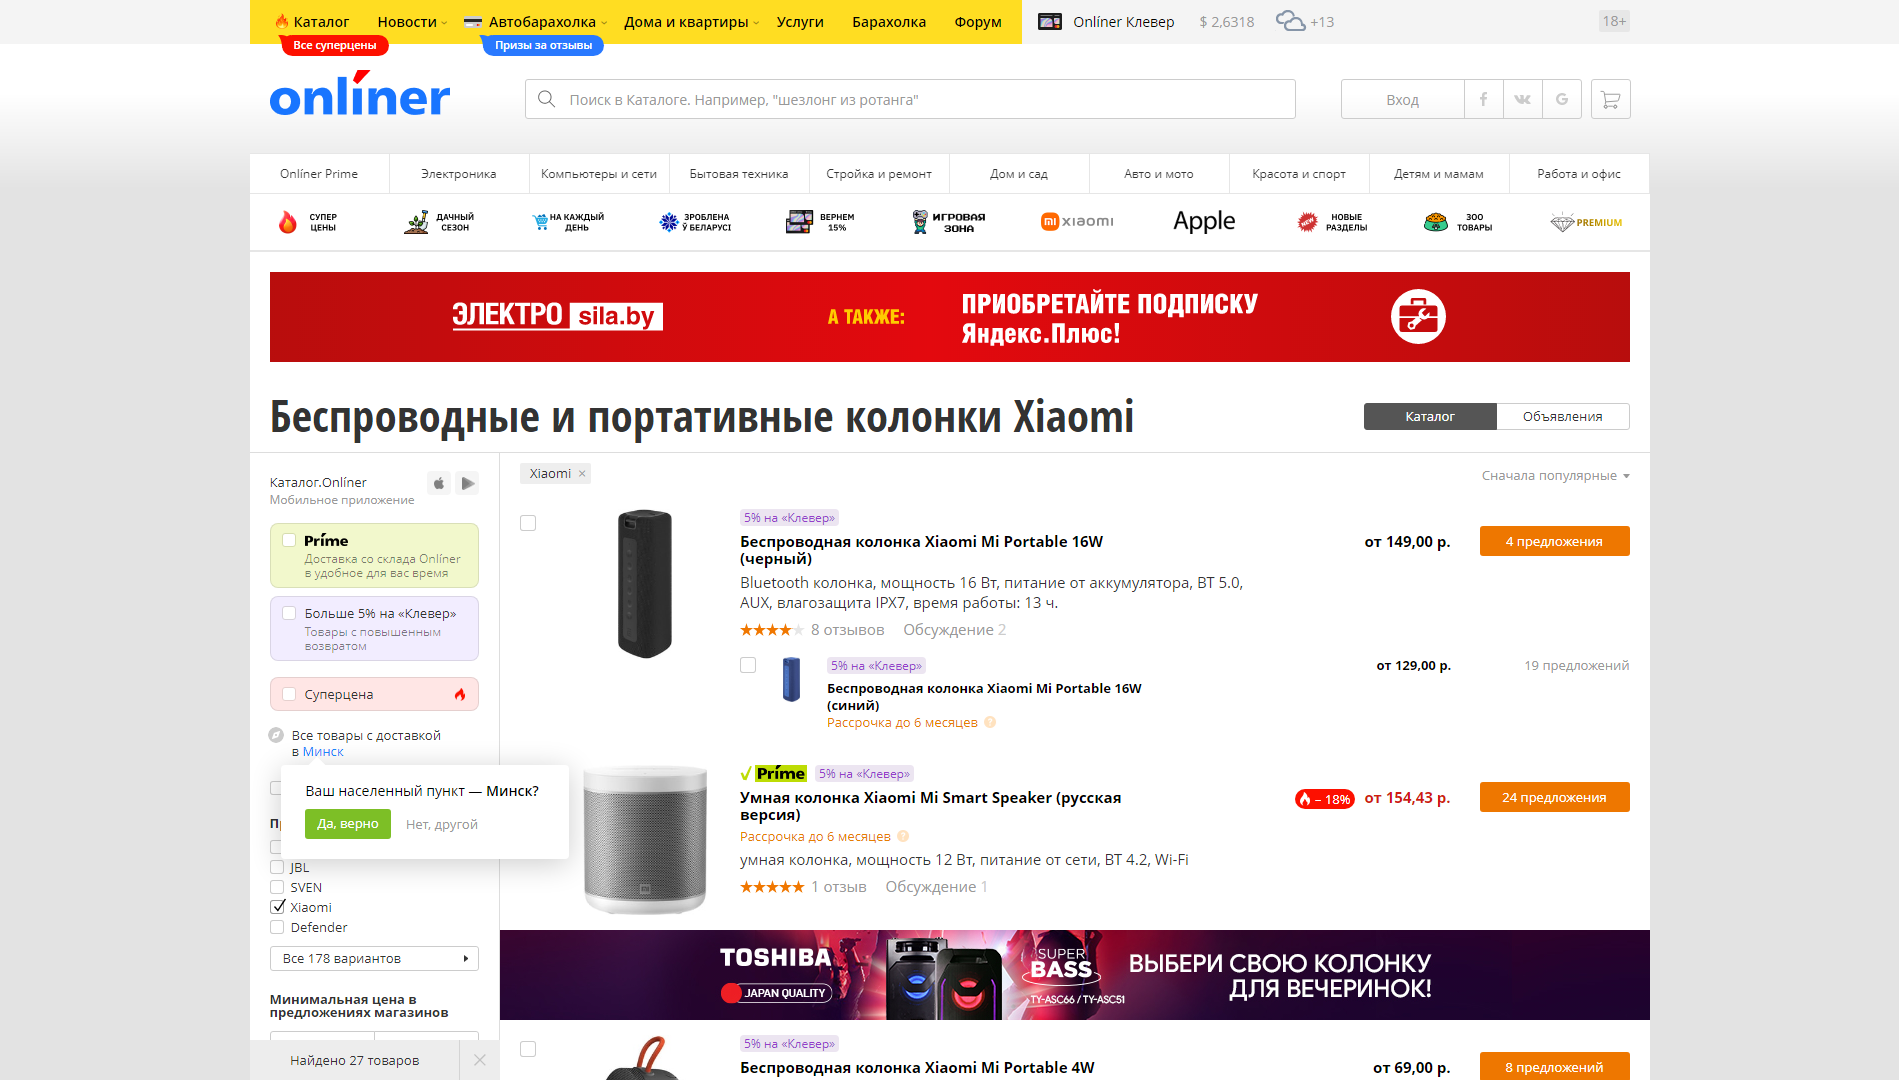 Каталог Новости Автобарахолка Дома и квартиры Услуги Барахолка Форум Onlíner Клевер $ 2,6318 +13 18+
Все суперцены Призы за отзывы
onlíner
Поиск в Каталоге. Например, "шезлонг из ротанга"
Вход
Onlíner Prime Электроника Компьютеры и сети Бытовая техника Стройка и ремонт Дом и сад Авто и мото Красота и спорт Детям и мамам Работа и офис
СУПЕР ЦЕНЫ
ДАЧНЫЙ СЕЗОН
НА КАЖДЫЙ ДЕНЬ
ЗРОБЛЕНА Ў БЕЛАРУСІ
ВЕРНЕМ 15%
ИГРОВАЯ ЗОНА
mi xiaomi
Apple
НОВЫЕ РАЗДЕЛЫ
ЗОО ТОВАРЫ
PREMIUM
ЭЛЕКТРО sila.by
А ТАКЖЕ:
ПРИОБРЕТАЙТЕ ПОДПИСКУ
Яндекс.Плюс!
Беспроводные и портативные колонки Xiaomi
Каталог Объявления
Каталог.Onlíner
Мобильное приложение
Príme
Доставка со склада Onlíner
в удобное для вас время
Больше 5% на «Клевер»
Товары с повышенным
возвратом
Суперцена
Все товары с доставкой
в Минск
Ваш населенный пункт — Минск?
Да, верно Нет, другой
JBL
SVEN
Xiaomi
Defender
Все 178 вариантов
Минимальная цена в
предложениях магазинов
Найдено 27 товаров
Xiaomi ×
Сначала популярные
5% на «Клевер»
Беспроводная колонка Xiaomi Mi Portable 16W
(черный)
от 149,00 р.
4 предложения
Bluetooth колонка, мощность 16 Вт, питание от аккумулятора, BT 5.0,
AUX, влагозащита IPX7, время работы: 13 ч.
8 отзывов Обсуждение 2
5% на «Клевер»
от 129,00 р.
19 предложений
Беспроводная колонка Xiaomi Mi Portable 16W
(синий)
Рассрочка до 6 месяцев ?
Príme 5% на «Клевер»
Умная колонка Xiaomi Mi Smart Speaker (русская
версия)
– 18% от 154,43 р.
24 предложения
Рассрочка до 6 месяцев ?
умная колонка, мощность 12 Вт, питание от сети, BT 4.2, Wi-Fi
1 отзыв Обсуждение 1
TOSHIBA
JAPAN QUALITY
SUPER
BASS
TY-ASC66 / TY-ASC51
ВЫБЕРИ СВОЮ КОЛОНКУ
ДЛЯ ВЕЧЕРИНОК!
5% на «Клевер»
Беспроводная колонка Xiaomi Mi Portable 4W
от 69,00 р.
8 предложений